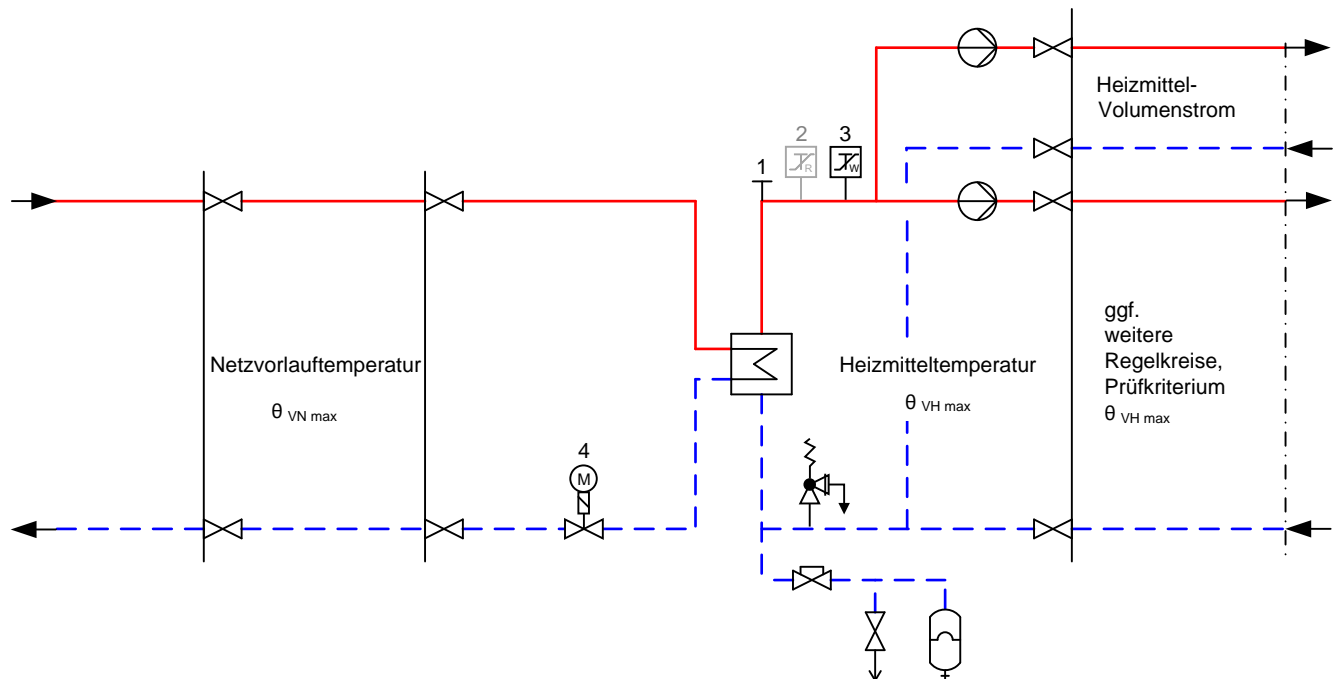 Heizmittel-
Volumenstrom
2
3
1
R
W
Netzvorlauftemperatur
θ VN max
Heizmitteltemperatur
θ VH max
ggf.
weitere
Regelkreise,
Prüfkriterium
θ VH max
4
M